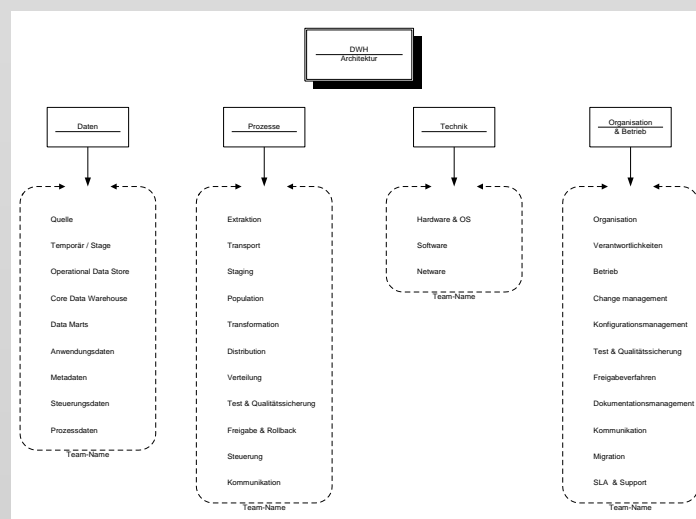 DWH
Architektur
Daten
Prozesse
Technik
Organisation
& Betrieb
Quelle
Temporär / Stage
Operational Data Store
Core Data Warehouse
Data Marts
Anwendungsdaten
Metadaten
Steuerungsdaten
Prozessdaten
Team-Name
Extraktion
Transport
Staging
Population
Transformation
Distribution
Verteilung
Test & Qualitätssicherung
Freigabe & Rollback
Steuerung
Kommunikation
Team-Name
Hardware & OS
Software
Netware
Team-Name
Organisation
Verantwortlichkeiten
Betrieb
Change management
Konfigurationsmanagement
Test & Qualitätssicherung
Freigabeverfahren
Dokumentationsmanagement
Kommunikation
Migration
SLA & Support
Team-Name